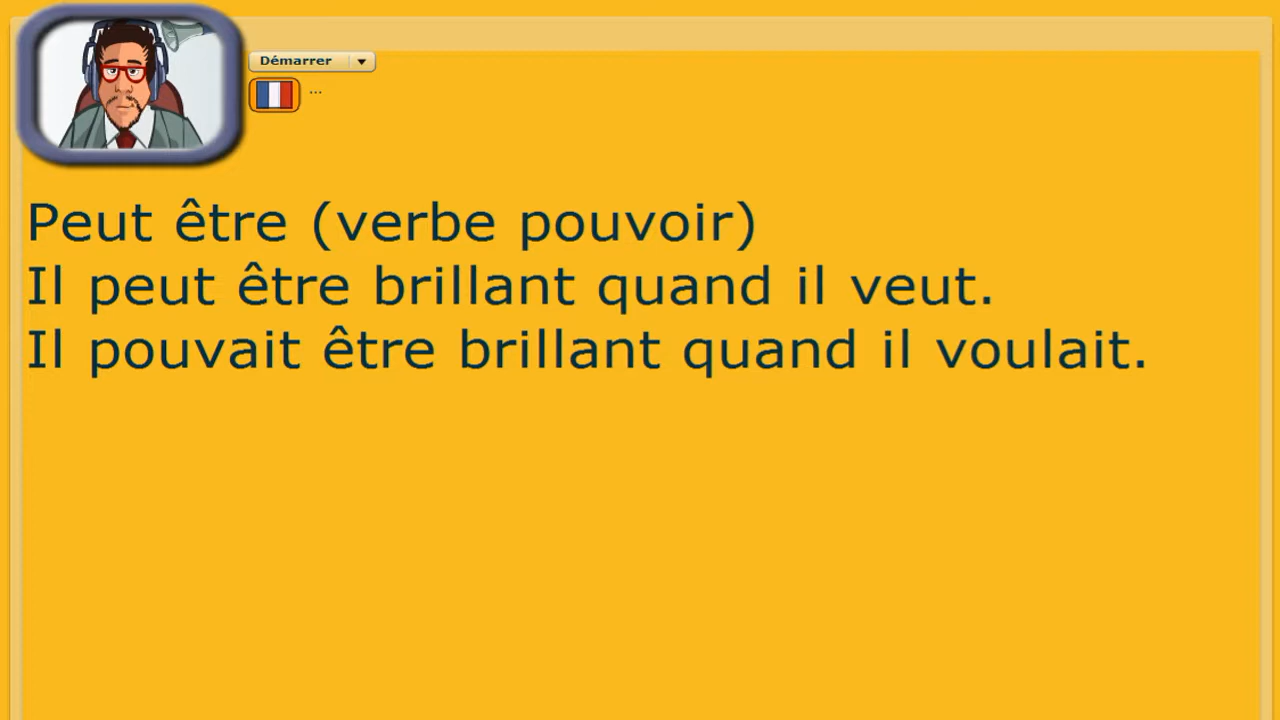 Démarrer
...
Peut être (verbe pouvoir)
Il peut être brillant quand il veut.
Il pouvait être brillant quand il voulait.